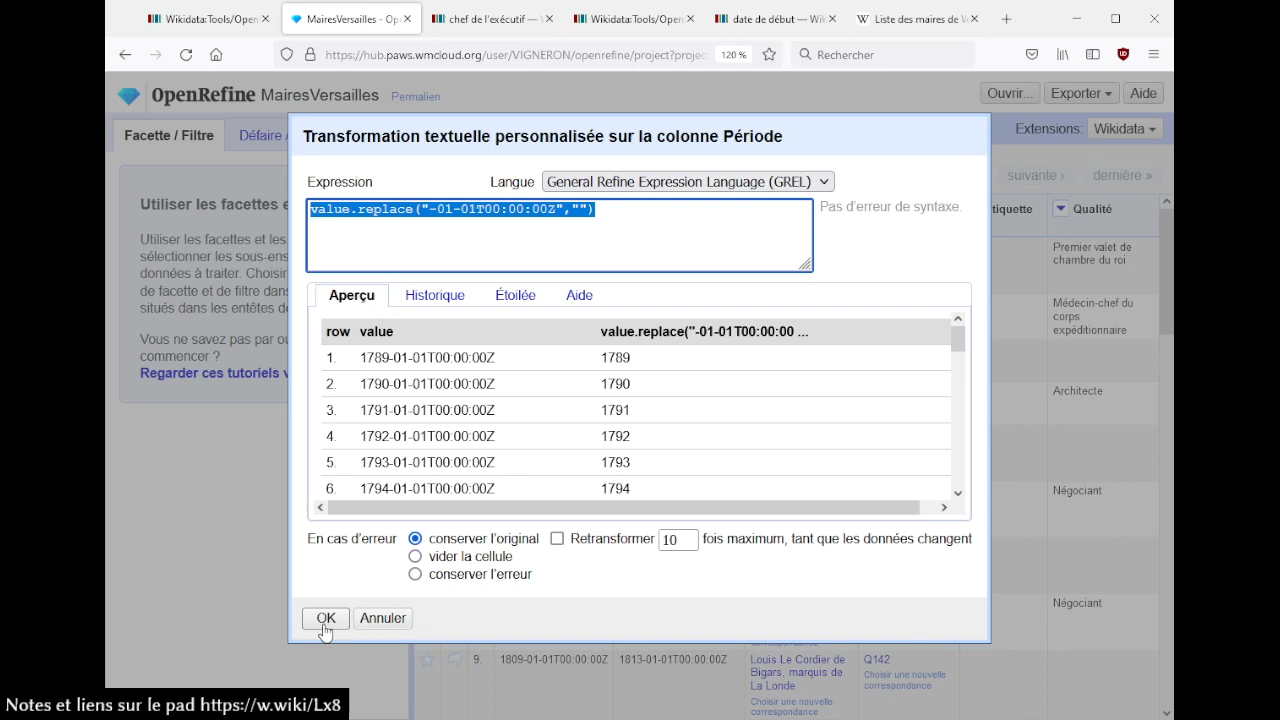 Wikidata:Tools/Open
MairesVersailles - Op
chef de l'exécutif — W
Wikidata:Tools/Open
date de début — Wik
Liste des maires de Ve
https://hub.paws.wmcloud.org/user/VIGNERON/openrefine/project?projec
120 %
Rechercher
OpenRefine MairesVersailles Permalien
Ouvrir...
Exporter
Aide
Facette / Filtre
Défaire /
Extensions:
Wikidata
Utiliser les facettes e
Utiliser les facettes et les
sélectionner les sous-ens
données à traiter. Choisir
de facette et de filtre dans
situés dans les entêtes d
Vous ne savez pas par où
commencer ?
Regarder ces tutoriels v
Transformation textuelle personnalisée sur la colonne Période
Expression
Langue
General Refine Expression Language (GREL)
value.replace("-01-01T00:00:00Z","")
Pas d'erreur de syntaxe.
Aperçu
Historique
Étoilée
Aide
row value value.replace("-01-01T00:00:00 ...
1. 1789-01-01T00:00:00Z 1789
2. 1790-01-01T00:00:00Z 1790
3. 1791-01-01T00:00:00Z 1791
4. 1792-01-01T00:00:00Z 1792
5. 1793-01-01T00:00:00Z 1793
6. 1794-01-01T00:00:00Z 1794
En cas d'erreur
conserver l'original
Retransformer 10 fois maximum, tant que les données changent
vider la cellule
conserver l'erreur
OK
Annuler
suivante ›
dernière »
tiquette
Qualité
Premier valet de
chambre du roi
Médecin-chef du
corps
expéditionnaire
Architecte
Négociant
Négociant
correspondance
9. 1809-01-01T00:00:00Z 1813-01-01T00:00:00Z
Louis Le Cordier de
Bigars, marquis de
La Londe
Choisir une nouvelle
correspondance
Q142
Choisir une nouvelle
correspondance
Notes et liens sur le pad https://w.wiki/Lx8